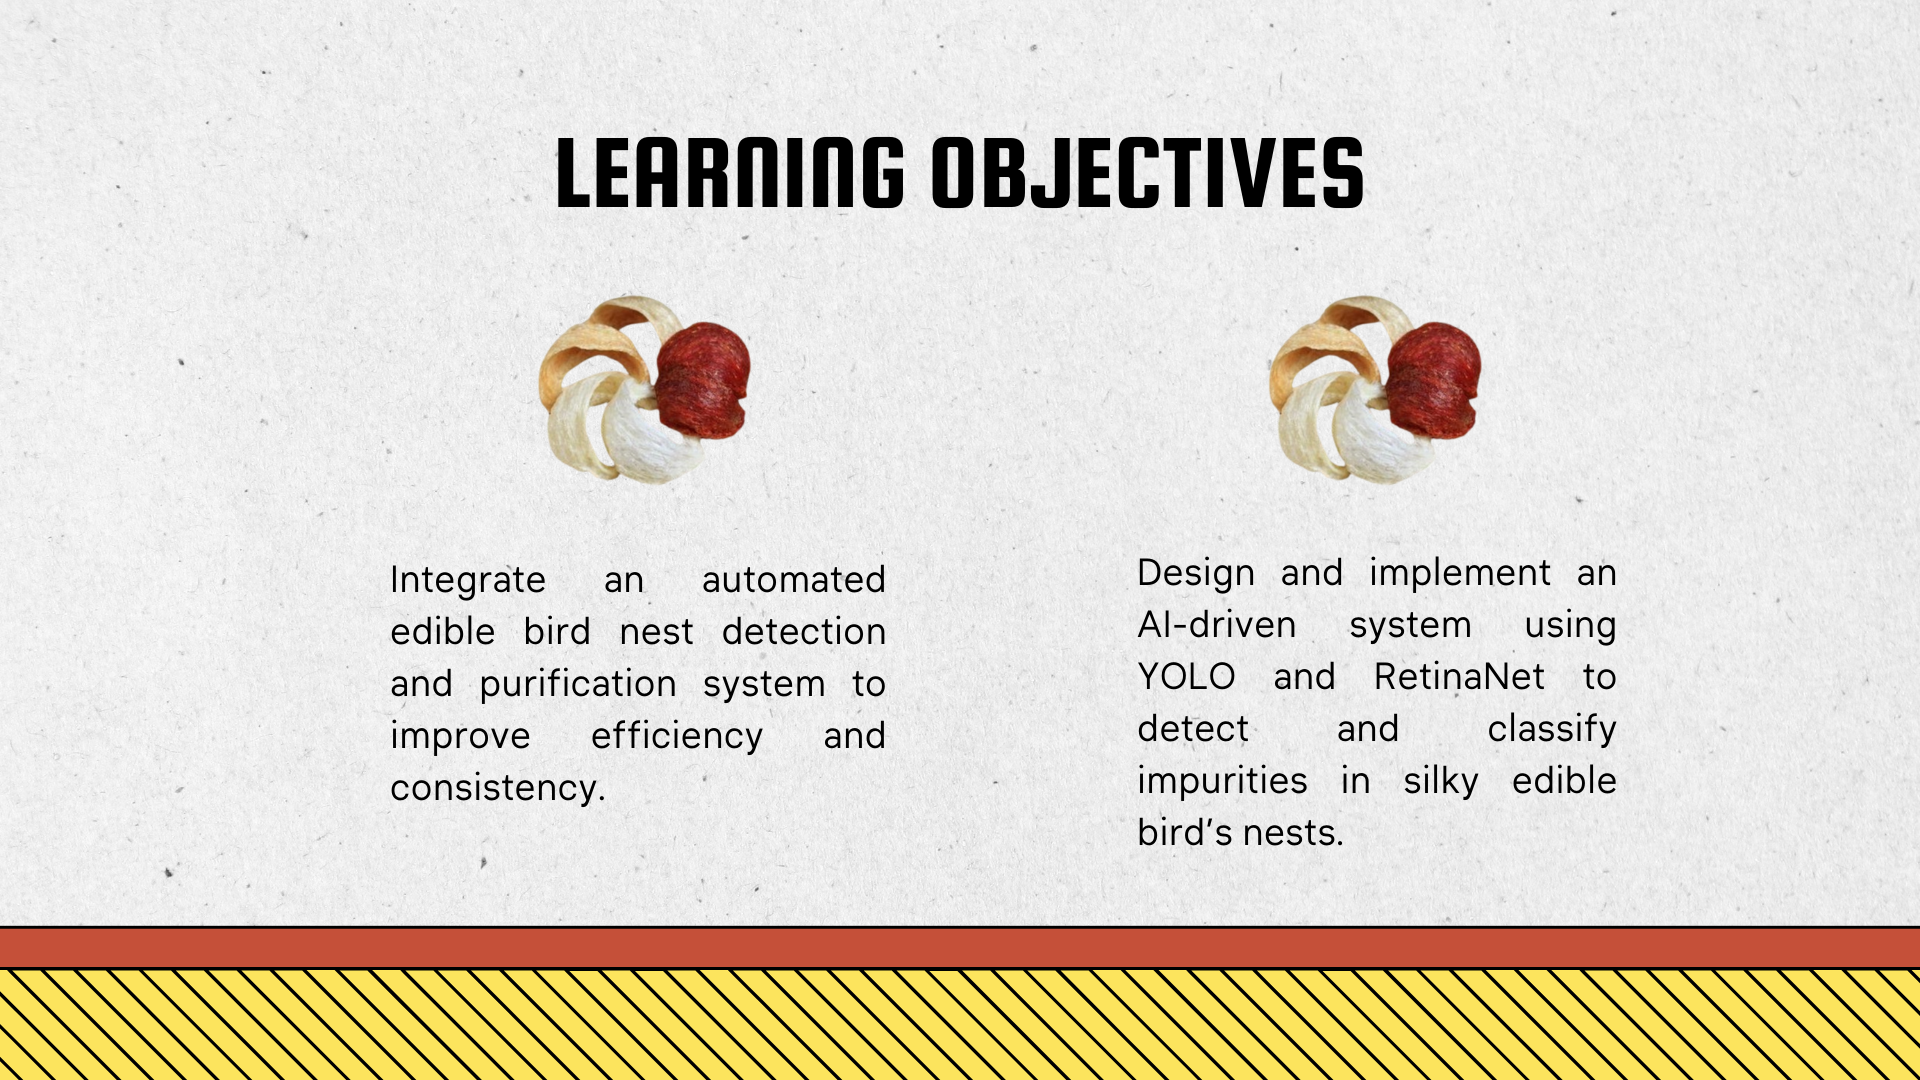 LEARNING OBJECTIVES
Integrate an automated
edible bird nest detection
and purification system to
improve efficiency and
consistency.
Design and implement an
AI-driven system using
YOLO and RetinaNet to
detect and classify
impurities in silky edible
bird’s nests.